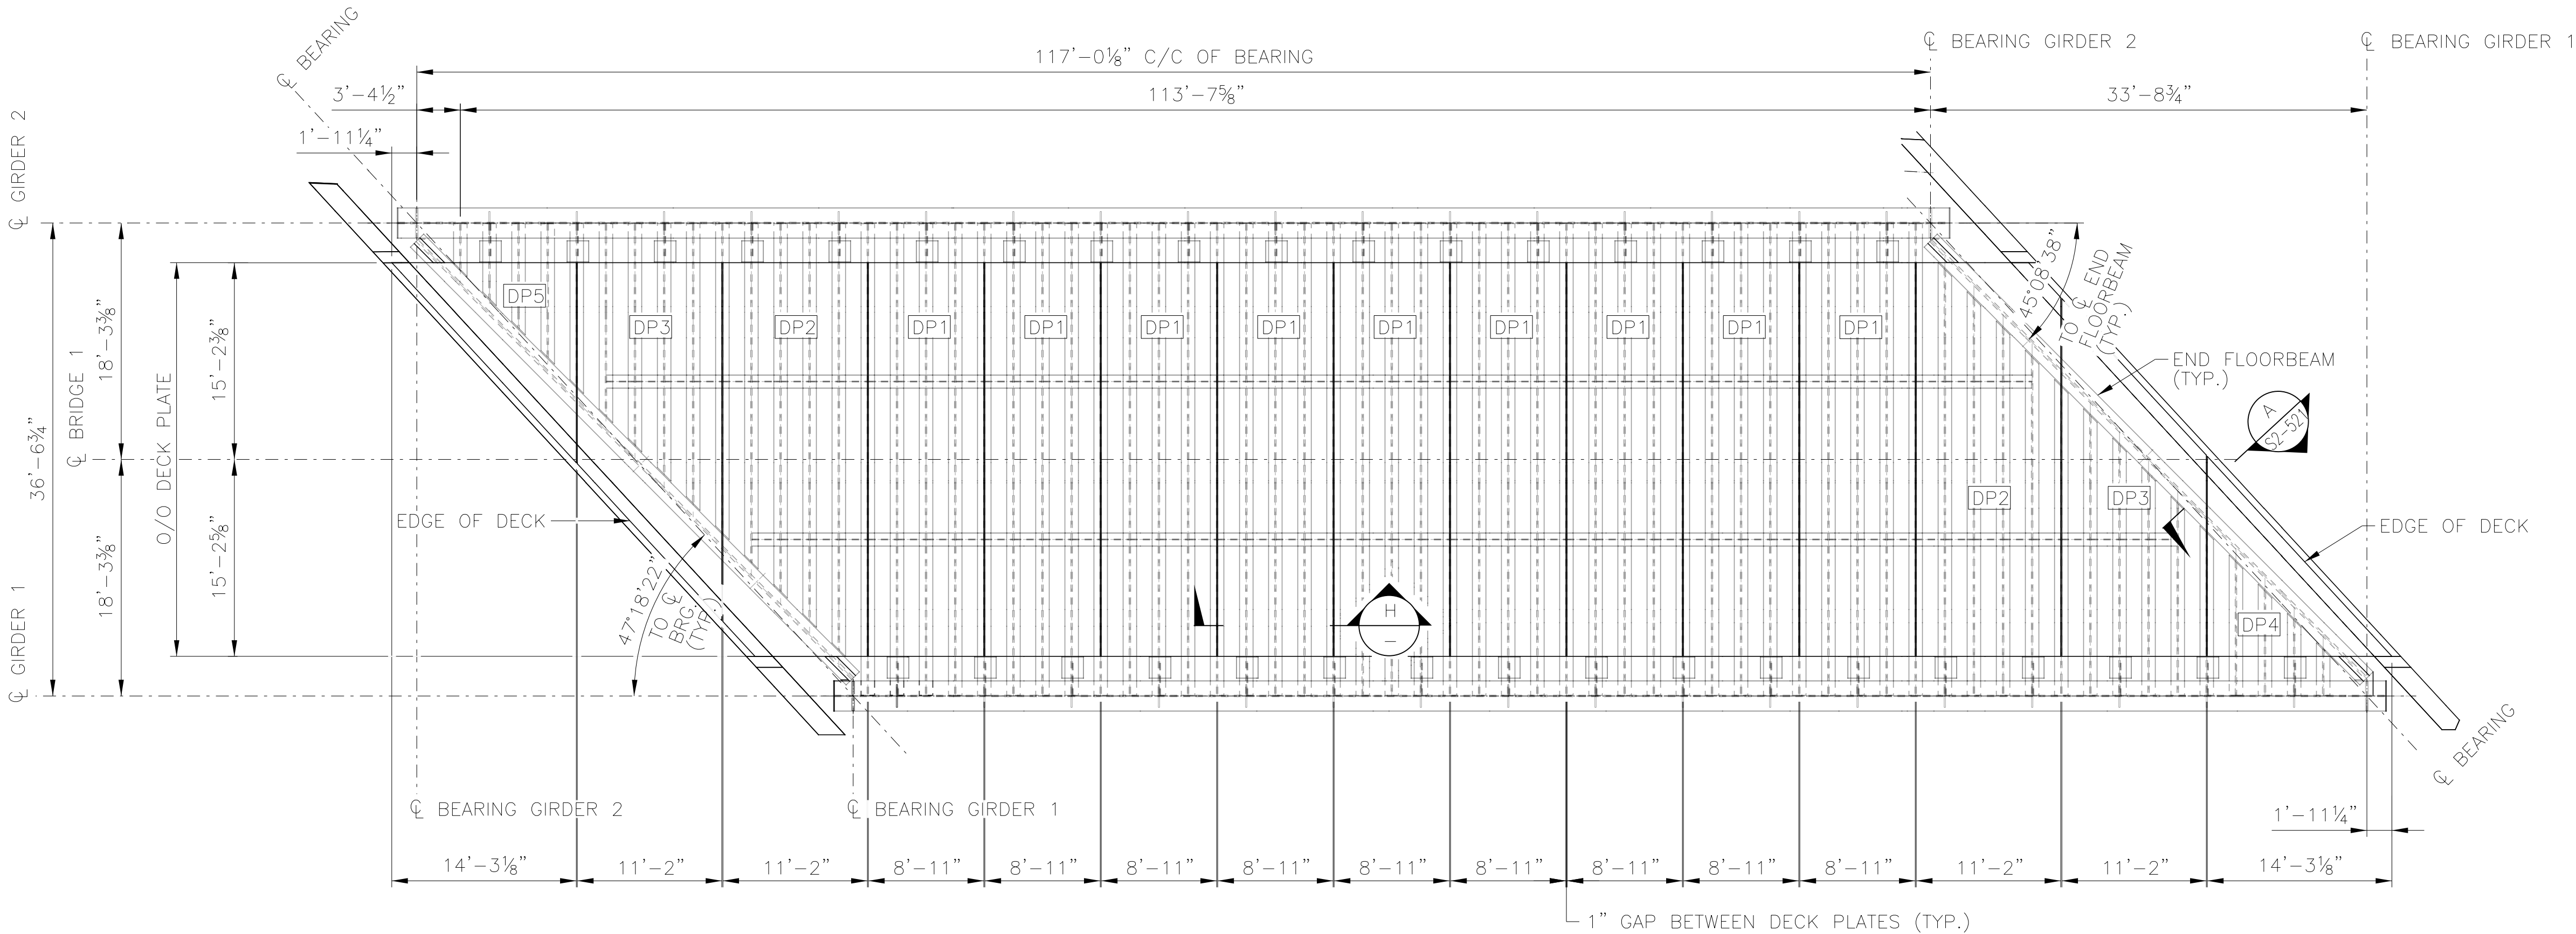 ℄ BEARING
117'-0⅛" C/C OF BEARING
℄ BEARING GIRDER 2
℄ BEARING GIRDER 1
3'-4½"
113'-7⅝"
33'-8¾"
1'-11¼"
℄ GIRDER 2
℄ BRIDGE 1
℄ GIRDER 1
36'-6¾"
18'-3⅜"
18'-3⅜"
O/O DECK PLATE
15'-2⅝"
15'-2⅝"
DP5
DP3
DP2
DP1
DP1
DP1
DP1
DP1
DP1
DP1
DP1
DP1
45°08'38"
TO ℄ END
FLOORBEAM
(TYP.)
END FLOORBEAM
(TYP.)
A
S2-521
EDGE OF DECK
47°18'22"
TO ℄
BRG.
(TYP.)
H
–
DP2
DP3
DP4
EDGE OF DECK
℄ BEARING
℄ BEARING GIRDER 2
℄ BEARING GIRDER 1
1'-11¼"
14'-3⅛"
11'-2"
11'-2"
8'-11"
8'-11"
8'-11"
8'-11"
8'-11"
8'-11"
8'-11"
8'-11"
8'-11"
11'-2"
11'-2"
14'-3⅛"
1" GAP BETWEEN DECK PLATES (TYP.)